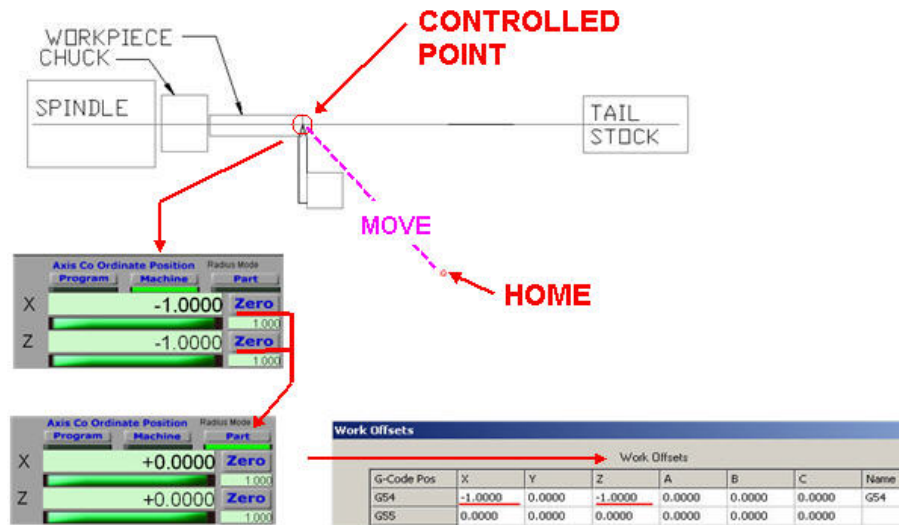 CONTROLLED
POINT
WORKPIECE
CHUCK
SPINDLE
TAIL
STOCK
MOVE
HOME
Axis Co Ordinate Position Radius Mode
Program Machine Part
X -1.0000 Zero
1.000
Z -1.0000 Zero
1.000
Axis Co Ordinate Position Radius Mode
Program Machine Part
X +0.0000 Zero
1.000
Z +0.0000 Zero
1.000
Work Offsets
Work Offsets
G-Code Pos X Y Z A B C Name
G54 -1.0000 0.0000 -1.0000 0.0000 0.0000 0.0000 G54
G55 0.0000 0.0000 0.0000 0.0000 0.0000 0.0000